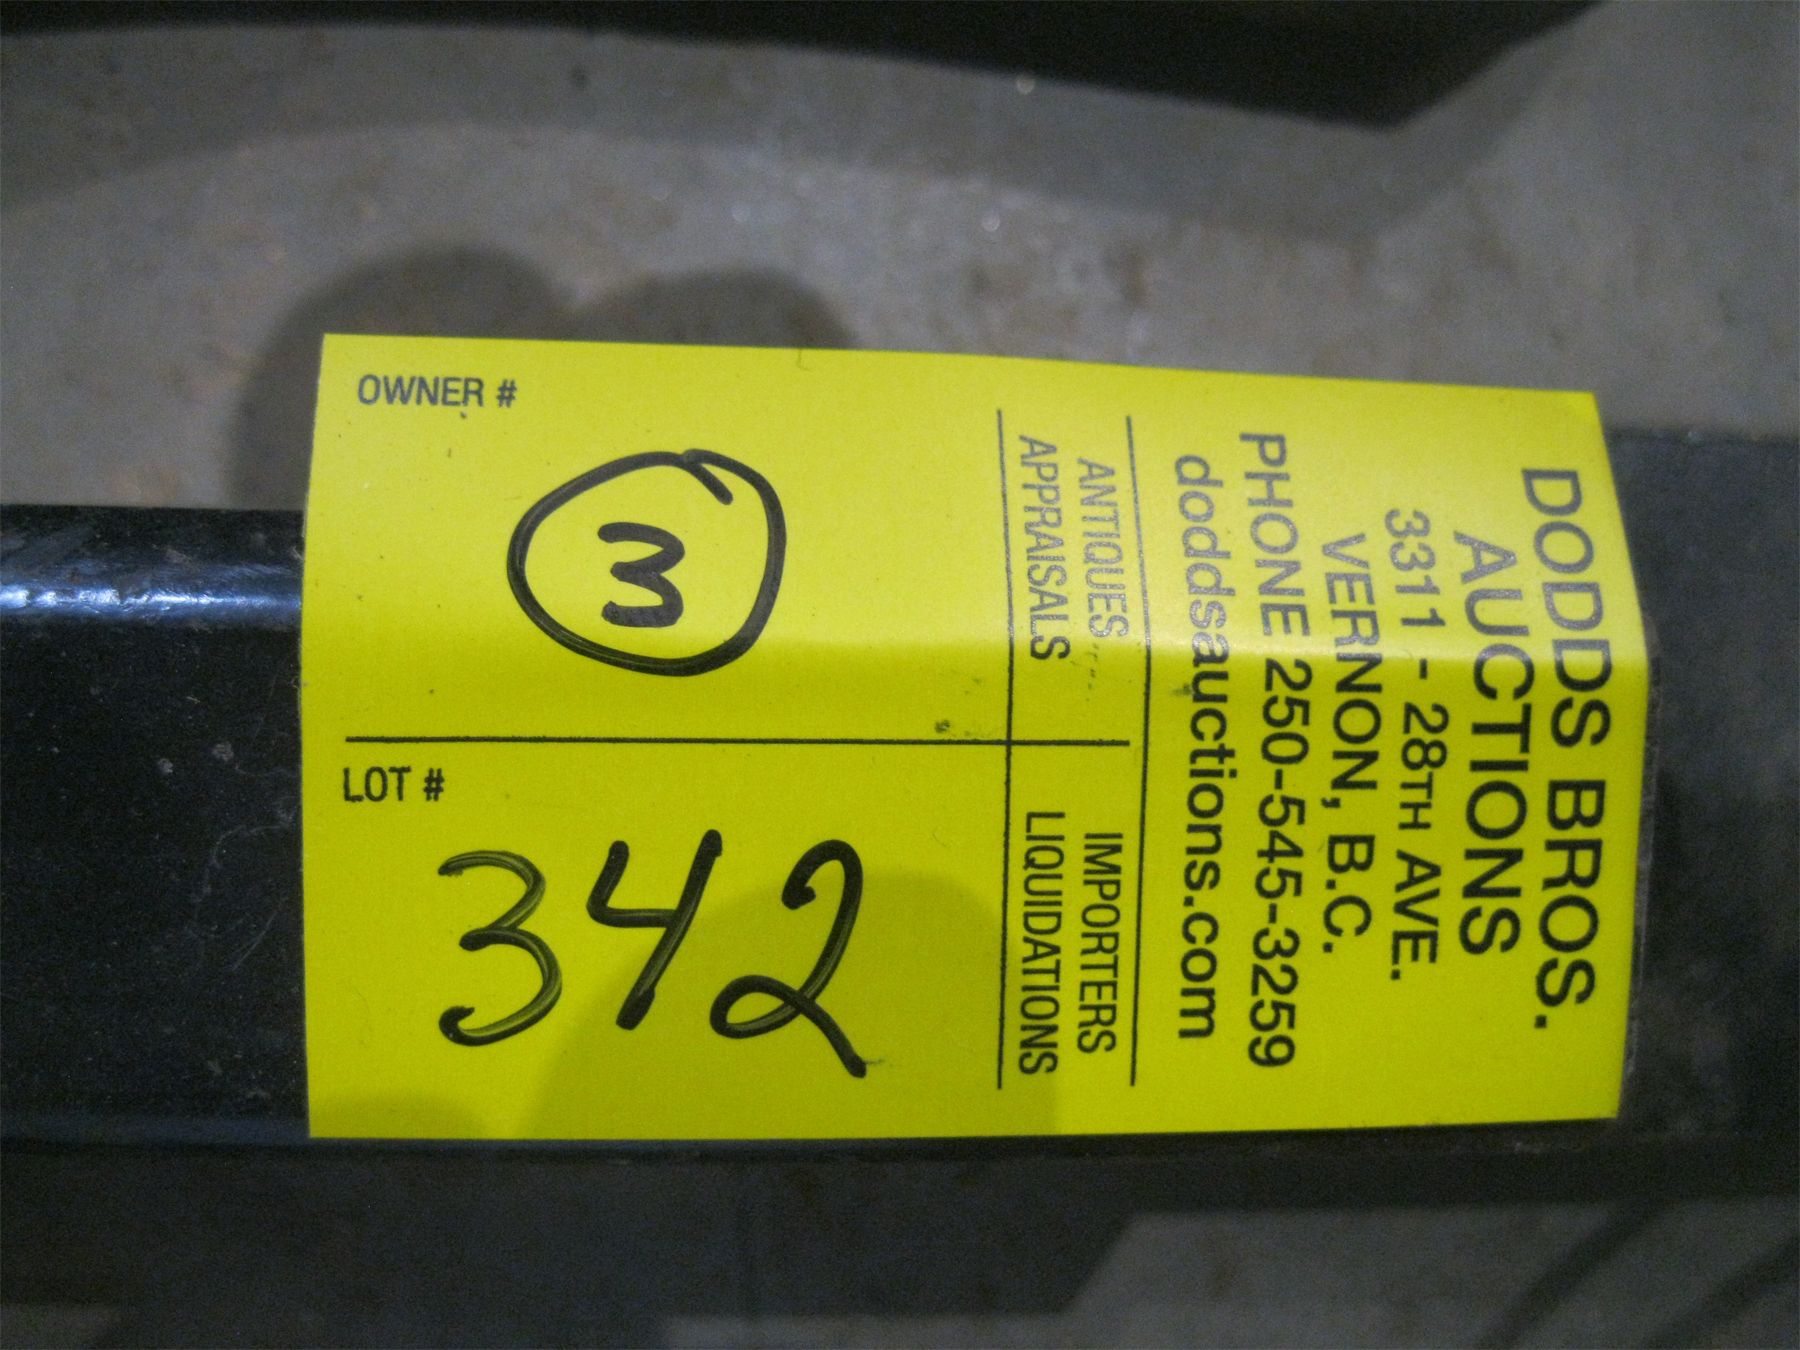 DODDS BROS.
AUCTIONS
3311 - 28TH AVE.
VERNON, B.C.
PHONE 250-545-3259
doddsauctions.com
ANTIQUES
APPRAISALS
IMPORTERS
LIQUIDATIONS
OWNER #
3
LOT #
342